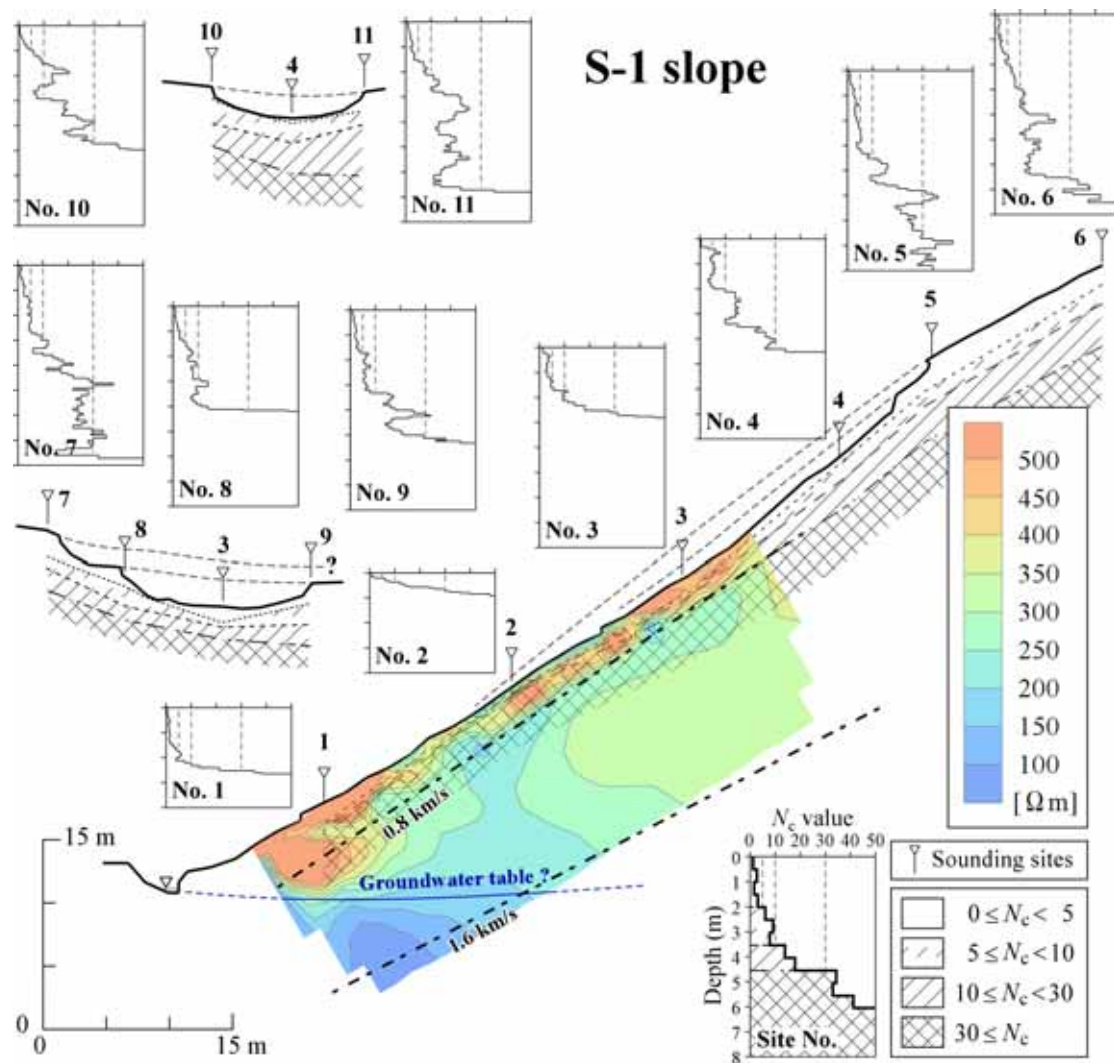 S-1 slope
10
4
11
No. 10
No. 11
No. 5
No. 6
6
5
No. 7
No. 8
No. 9
No. 3
No. 4
4
3
7
8
3
9
?
No. 2
2
No. 1
1
500
450
400
350
300
250
200
150
100
[Ωm]
0.8 km/s
Groundwater table ?
1.6 km/s
15 m
0
15 m
Nc value
0 10 30 50
Depth (m)
0
1
2
3
4
5
6
7
8
Site No.
Sounding sites
0 ≤ Nc < 5
5 ≤ Nc < 10
10 ≤ Nc < 30
30 ≤ Nc